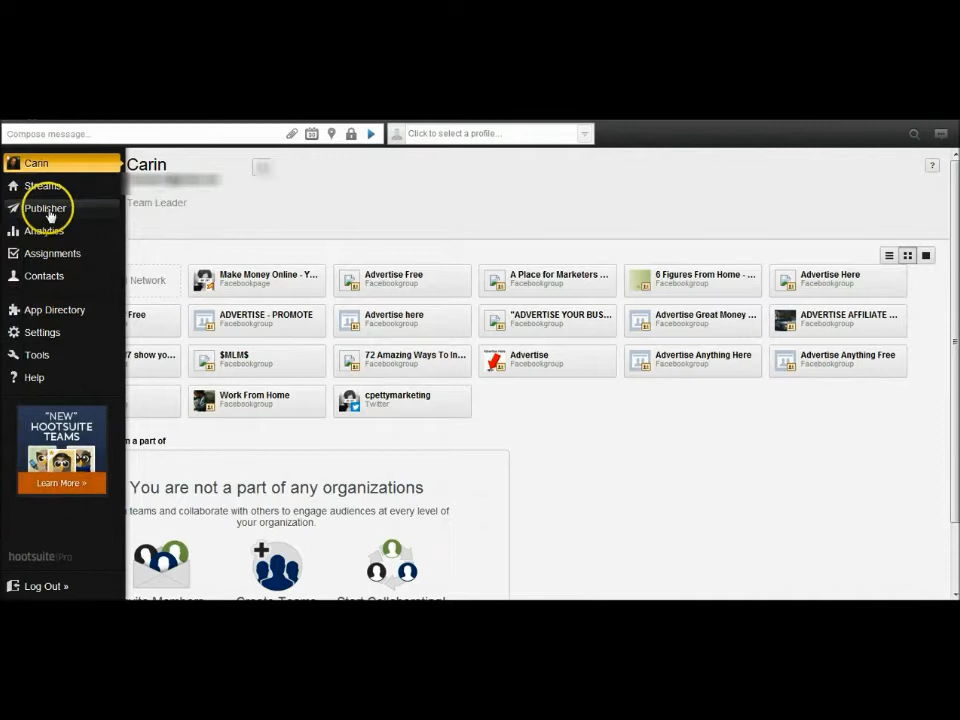 Compose message...
Click to select a profile...
Carin
Streams
Publisher
Analytics
Assignments
Contacts
App Directory
Settings
Tools
Help
"NEW"
HOOTSUITE
TEAMS
Learn More »
hootsuite|Pro
Log Out »
Carin
Team Leader
?
Network
Make Money Online - Y...
Facebookpage
Advertise Free
Facebookgroup
A Place for Marketers ...
Facebookgroup
6 Figures From Home - ...
Facebookgroup
Advertise Here
Facebookgroup
Free
ADVERTISE - PROMOTE
Facebookgroup
Advertise here
Facebookgroup
"ADVERTISE YOUR BUS...
Facebookgroup
Advertise Great Money ...
Facebookgroup
ADVERTISE AFFILIATE ...
Facebookgroup
7 show yo...
$MLM$
Facebookgroup
72 Amazing Ways To In...
Facebookgroup
Advertise
Facebookgroup
Advertise Anything Here
Facebookgroup
Advertise Anything Free
Facebookgroup
Work From Home
Facebookgroup
cpettymarketing
Twitter
a part of
You are not a part of any organizations
teams and collaborate with others to engage audiences at every level of
your organization.
Members
Create Teams
Start Collaborating!